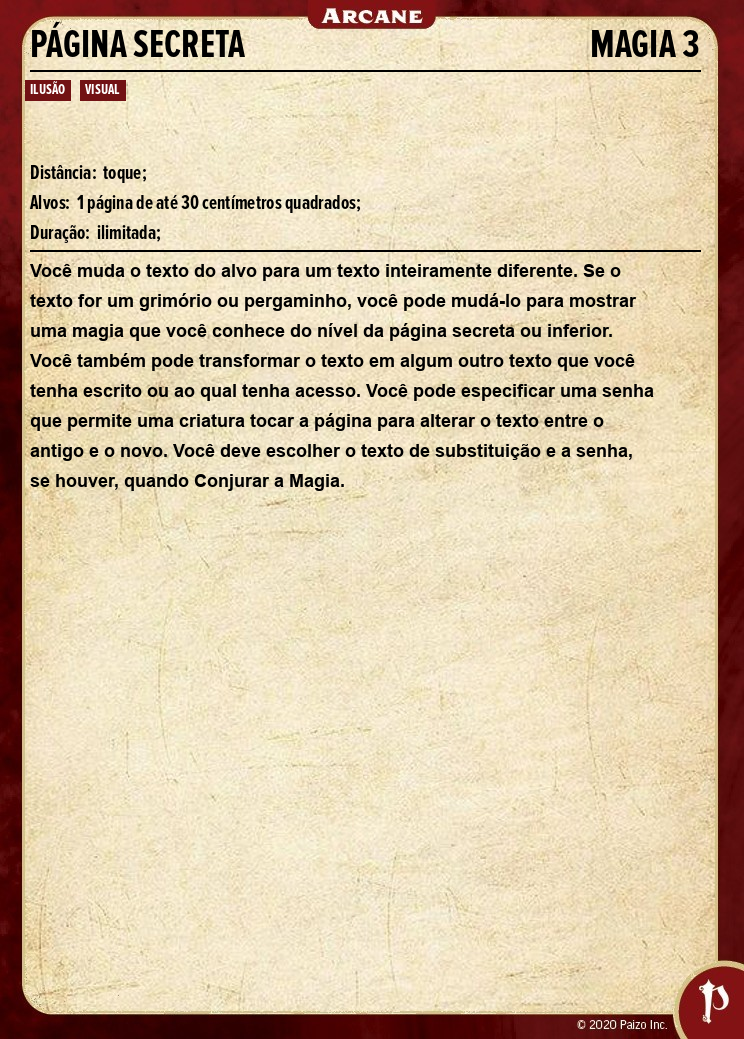 ARCANE
PÁGINA SECRETA MAGIA 3
ILUSÃO VISUAL
Distância: toque;
Alvos: 1 página de até 30 centímetros quadrados;
Duração: ilimitada;
Você muda o texto do alvo para um texto inteiramente diferente. Se o
texto for um grimório ou pergaminho, você pode mudá-lo para mostrar
uma magia que você conhece do nível da página secreta ou inferior.
Você também pode transformar o texto em algum outro texto que você
tenha escrito ou ao qual tenha acesso. Você pode especificar uma senha
que permite uma criatura tocar a página para alterar o texto entre o
antigo e o novo. Você deve escolher o texto de substituição e a senha,
se houver, quando Conjurar a Magia.
© 2020 Paizo Inc.
P